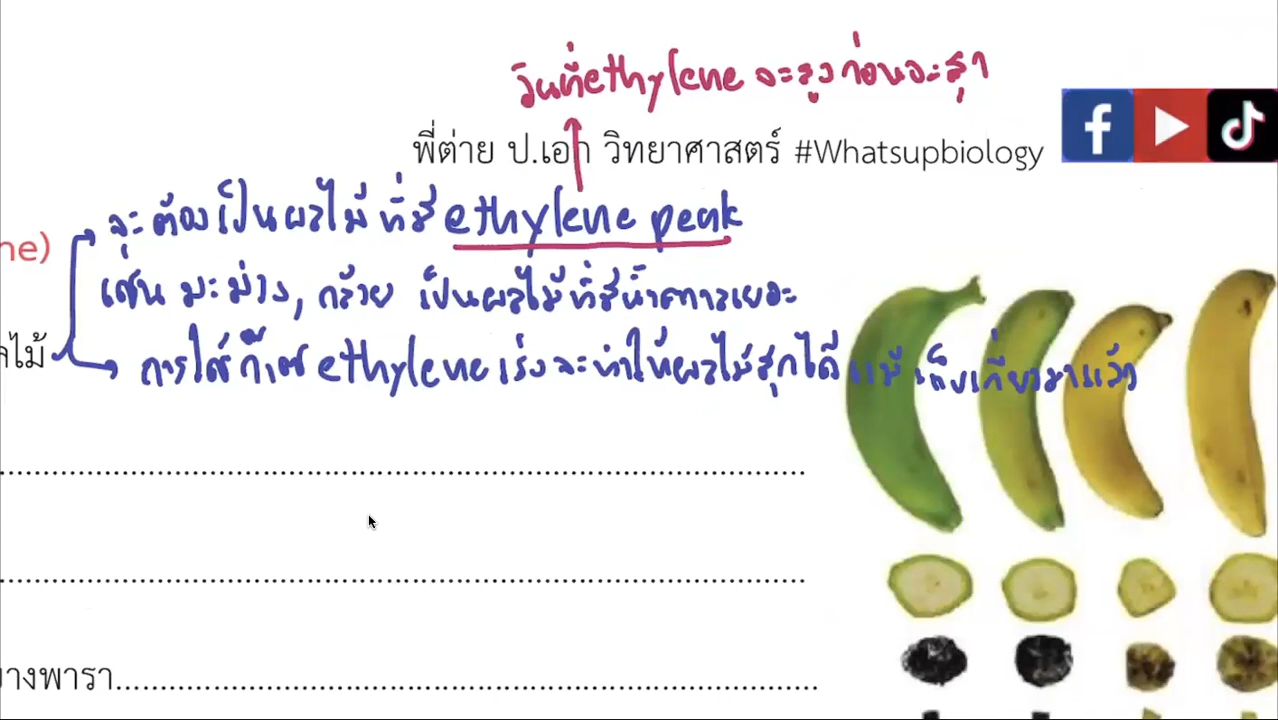 วันที่ethylene จะสูงก่อนจะสุก
พี่ต่าย ป.เอก วิทยาศาสตร์ #Whatsupbiology
จะต้องเป็นผลไม้ที่มี ethylene peak
ne)
เช่น มะม่วง, กล้วย เป็นผลไม้ที่มีน้ำตาลเยอะ
ลไม้
การใช้ก๊าซ ethylene เร่งจะทำให้ผลไม้สุกได้ แม้ เก็บเกี่ยวมาแล้ว
างพารา